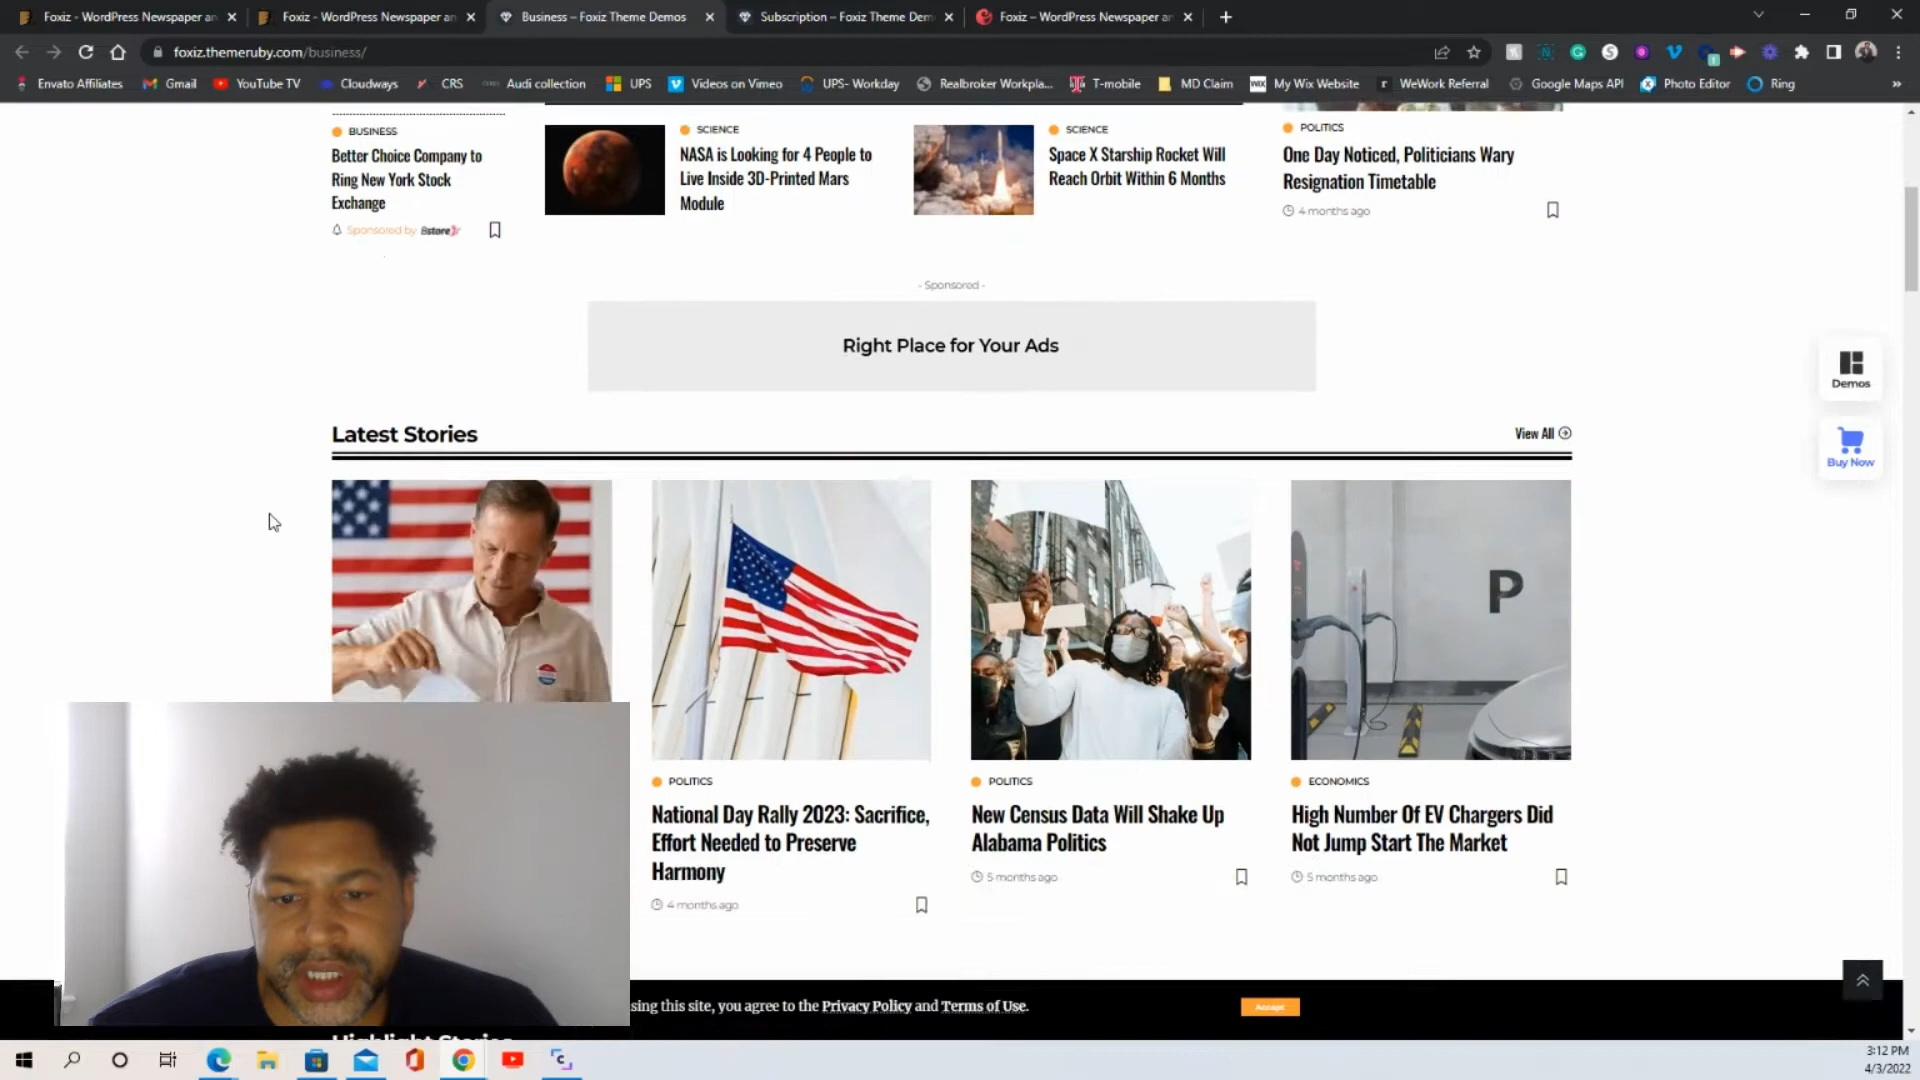 Foxiz - WordPress Newspaper an
Foxiz - WordPress Newspaper an
Business – Foxiz Theme Demos
Subscription – Foxiz Theme Dem
Foxiz – WordPress Newspaper an
foxiz.themeruby.com/business/
Envato Affiliates
Gmail
YouTube TV
Cloudways
CRS
Audi collection
UPS
Videos on Vimeo
UPS- Workday
Realbroker Workpla...
T-mobile
MD Claim
My Wix Website
WeWork Referral
Google Maps API
Photo Editor
Ring
BUSINESS
Better Choice Company to
Ring New York Stock
Exchange
Sponsored by Bstore
SCIENCE
NASA is Looking for 4 People to
Live Inside 3D-Printed Mars
Module
SCIENCE
Space X Starship Rocket Will
Reach Orbit Within 6 Months
POLITICS
One Day Noticed, Politicians Wary
Resignation Timetable
4 months ago
- Sponsored -
Right Place for Your Ads
Demos
Buy Now
Latest Stories
View All
P
POLITICS
National Day Rally 2023: Sacrifice,
Effort Needed to Preserve
Harmony
4 months ago
POLITICS
New Census Data Will Shake Up
Alabama Politics
5 months ago
ECONOMICS
High Number Of EV Chargers Did
Not Jump Start The Market
5 months ago
sing this site, you agree to the Privacy Policy and Terms of Use.
Accept
Highlight Stories
3:12 PM
4/3/2022